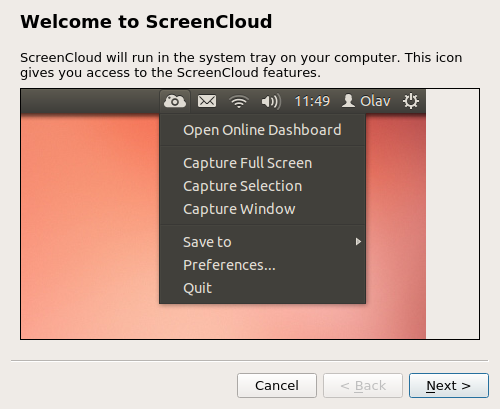 Welcome to ScreenCloud
ScreenCloud will run in the system tray on your computer. This icon
gives you access to the ScreenCloud features.
11:49 Olav
Open Online Dashboard
Capture Full Screen
Capture Selection
Capture Window
Save to
Preferences...
Quit
Cancel < Back Next >